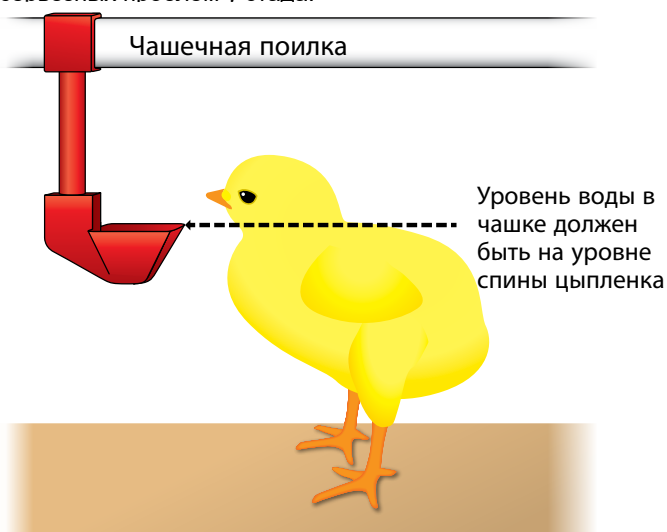 Чашечная поилка
Уровень воды в
чашке должен
быть на уровне
спины цыпленка